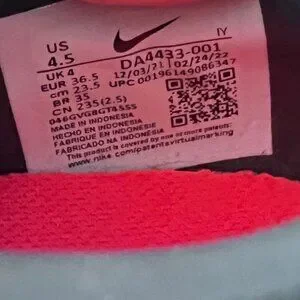 US
4.5
UK 4
EUR 36.5
cm 23.5
BR 35
CN 235(2.5)
IY
DA4433-001
12/03/21 02/24/22
UPC 00196149086347
MADE IN INDONESIA
HECHO EN INDONESIA
FABRIQUE EN INDONESIE
FABRICADO NA INDONESIA
This product is covered by one or more patents
www.nike.com/patents&virtualmarking